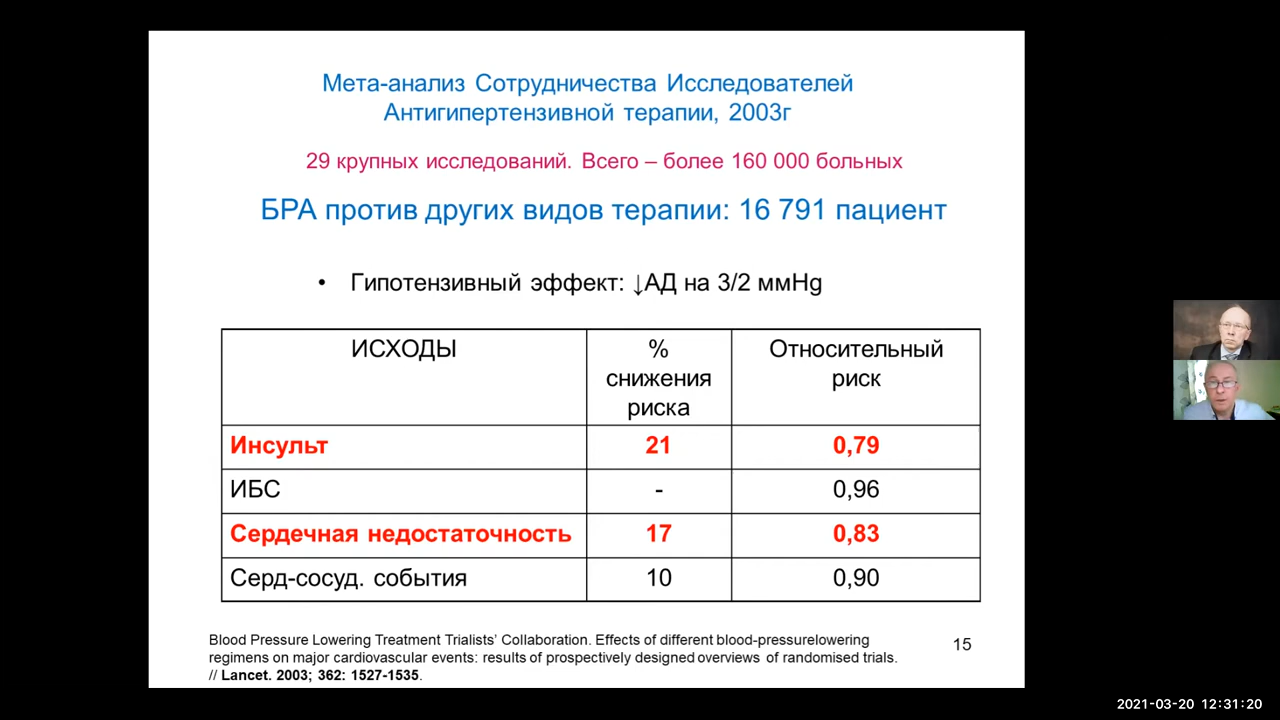 Мета-анализ Сотрудничества Исследователей
Антигипертензивной терапии, 2003г
29 крупных исследований. Всего – более 160 000 больных
БРА против других видов терапии: 16 791 пациент
• Гипотензивный эффект: ↓АД на 3/2 ммHg
ИСХОДЫ
%
снижения
риска
Относительный
риск
Инсульт 21 0,79
ИБС - 0,96
Сердечная недостаточность 17 0,83
Серд-сосуд. события 10 0,90
Blood Pressure Lowering Treatment Trialists’ Collaboration. Effects of different blood-pressurelowering
regimens on major cardiovascular events: results of prospectively designed overviews of randomised trials.
// Lancet. 2003; 362: 1527-1535.
15
2021-03-20 12:31:20